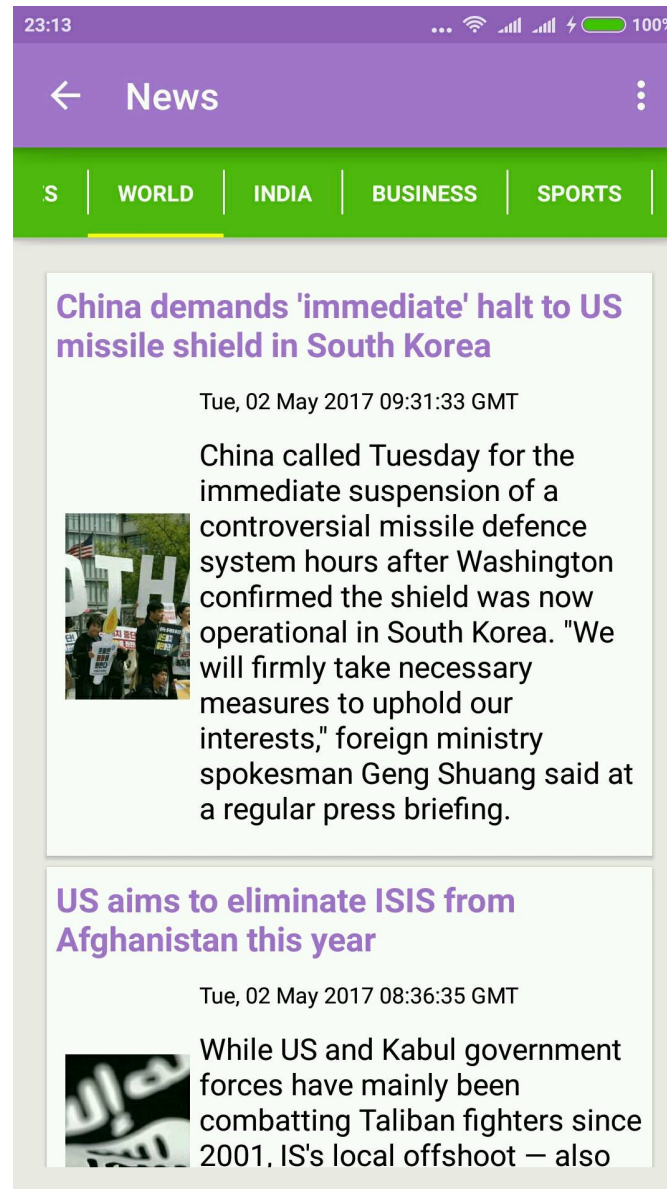 23:13
100%
News
S
WORLD
INDIA
BUSINESS
SPORTS
China demands 'immediate' halt to US
missile shield in South Korea
Tue, 02 May 2017 09:31:33 GMT
China called Tuesday for the
immediate suspension of a
controversial missile defence
system hours after Washington
confirmed the shield was now
operational in South Korea. "We
will firmly take necessary
measures to uphold our
interests," foreign ministry
spokesman Geng Shuang said at
a regular press briefing.
US aims to eliminate ISIS from
Afghanistan this year
Tue, 02 May 2017 08:36:35 GMT
While US and Kabul government
forces have mainly been
combatting Taliban fighters since
2001, IS's local offshoot — also